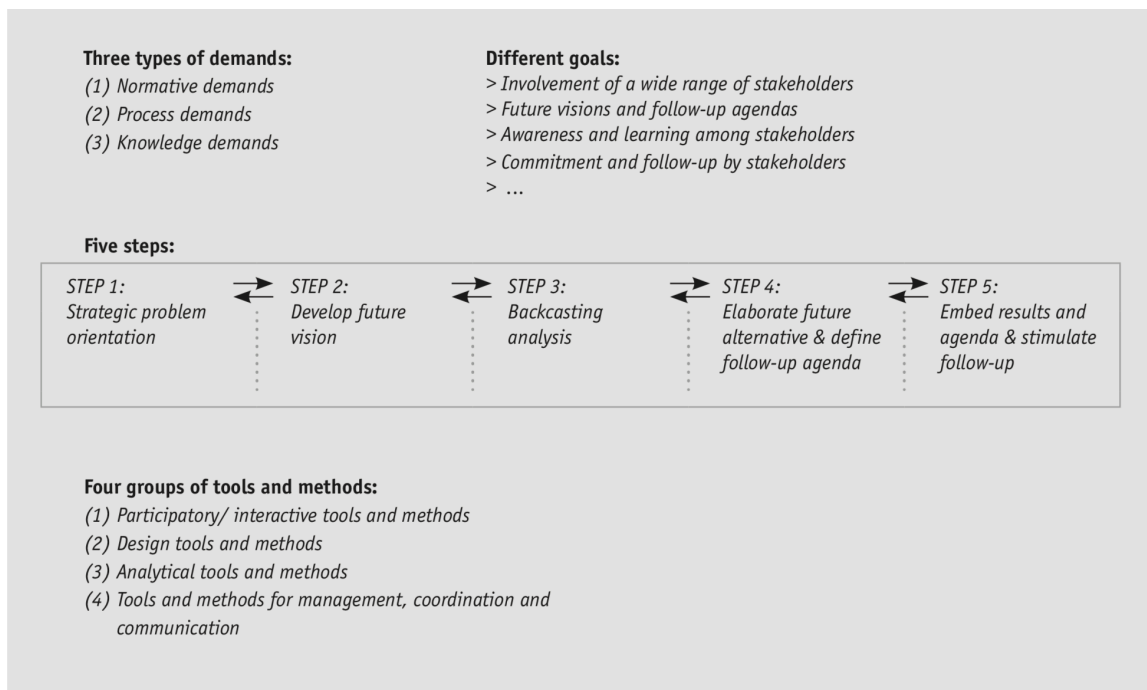 Three types of demands:
(1) Normative demands
(2) Process demands
(3) Knowledge demands
Different goals:
> Involvement of a wide range of stakeholders
> Future visions and follow-up agendas
> Awareness and learning among stakeholders
> Commitment and follow-up by stakeholders
> ...
Five steps:
STEP 1:
Strategic problem
orientation
STEP 2:
Develop future
vision
STEP 3:
Backcasting
analysis
STEP 4:
Elaborate future
alternative & define
follow-up agenda
STEP 5:
Embed results and
agenda & stimulate
follow-up
Four groups of tools and methods:
(1) Participatory/ interactive tools and methods
(2) Design tools and methods
(3) Analytical tools and methods
(4) Tools and methods for management, coordination and
communication